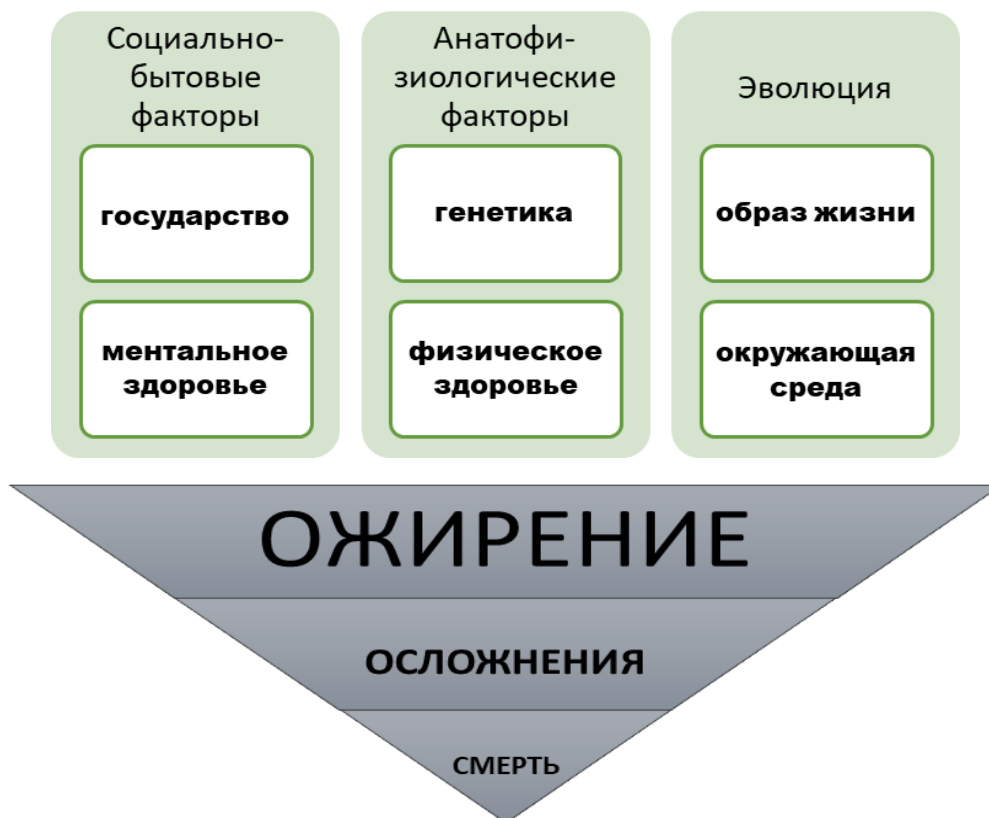 Социально-
бытовые
факторы
государство
ментальное
здоровье
Анатофи-
зиологические
факторы
генетика
физическое
здоровье
Эволюция
образ жизни
окружающая
среда
ОЖИРЕНИЕ
ОСЛОЖНЕНИЯ
СМЕРТЬ